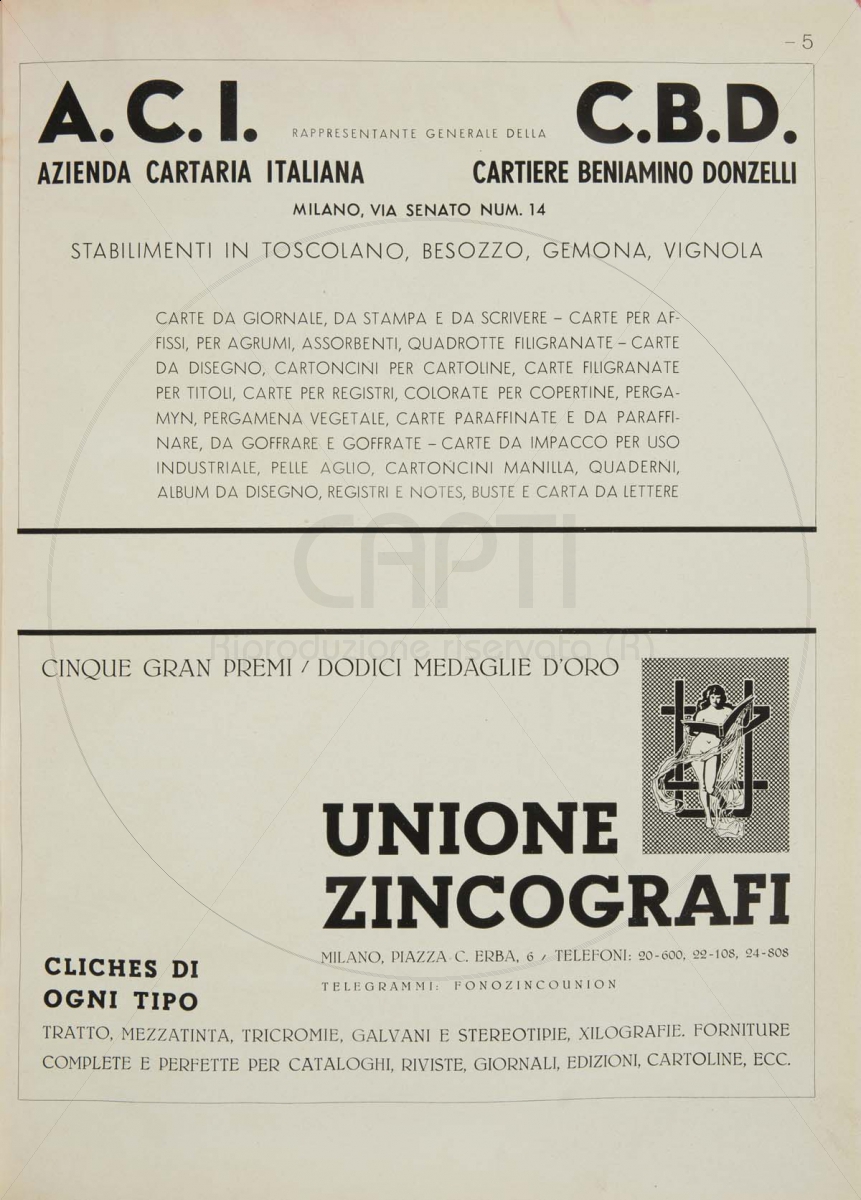 – 5
A.C.I. RAPPRESENTANTE GENERALE DELLA C.B.D.
AZIENDA CARTARIA ITALIANA CARTIERE BENIAMINO DONZELLI
MILANO, VIA SENATO NUM. 14
STABILIMENTI IN TOSCOLANO, BESOZZO, GEMONA, VIGNOLA
CARTE DA GIORNALE, DA STAMPA E DA SCRIVERE – CARTE PER AF-
FISSI, PER AGRUMI, ASSORBENTI, QUADROTTE FILIGRANATE – CARTE
DA DISEGNO, CARTONCINI PER CARTOLINE, CARTE FILIGRANATE
PER TITOLI, CARTE PER REGISTRI, COLORATE PER COPERTINE, PERGA-
MYN, PERGAMENA VEGETALE, CARTE PARAFFINATE E DA PARAFFI-
NARE, DA GOFFRARE E GOFFRATE – CARTE DA IMPACCO PER USO
INDUSTRIALE, PELLE AGLIO, CARTONCINI MANILLA, QUADERNI,
ALBUM DA DISEGNO, REGISTRI E NOTES, BUSTE E CARTA DA LETTERE
CAPTI
Riproduzione riservata (R)
CINQUE GRAN PREMI / DODICI MEDAGLIE D'ORO
UNIONE
ZINCOGRAFI
MILANO, PIAZZA C. ERBA, 6 / TELEFONI: 20-600, 22-108, 24-808
TELEGRAMMI: FONOZINCOUNION
CLICHES DI
OGNI TIPO
TRATTO, MEZZATINTA, TRICROMIE, GALVANI E STEREOTIPIE, XILOGRAFIE. FORNITURE
COMPLETE E PERFETTE PER CATALOGHI, RIVISTE, GIORNALI, EDIZIONI, CARTOLINE, ECC.